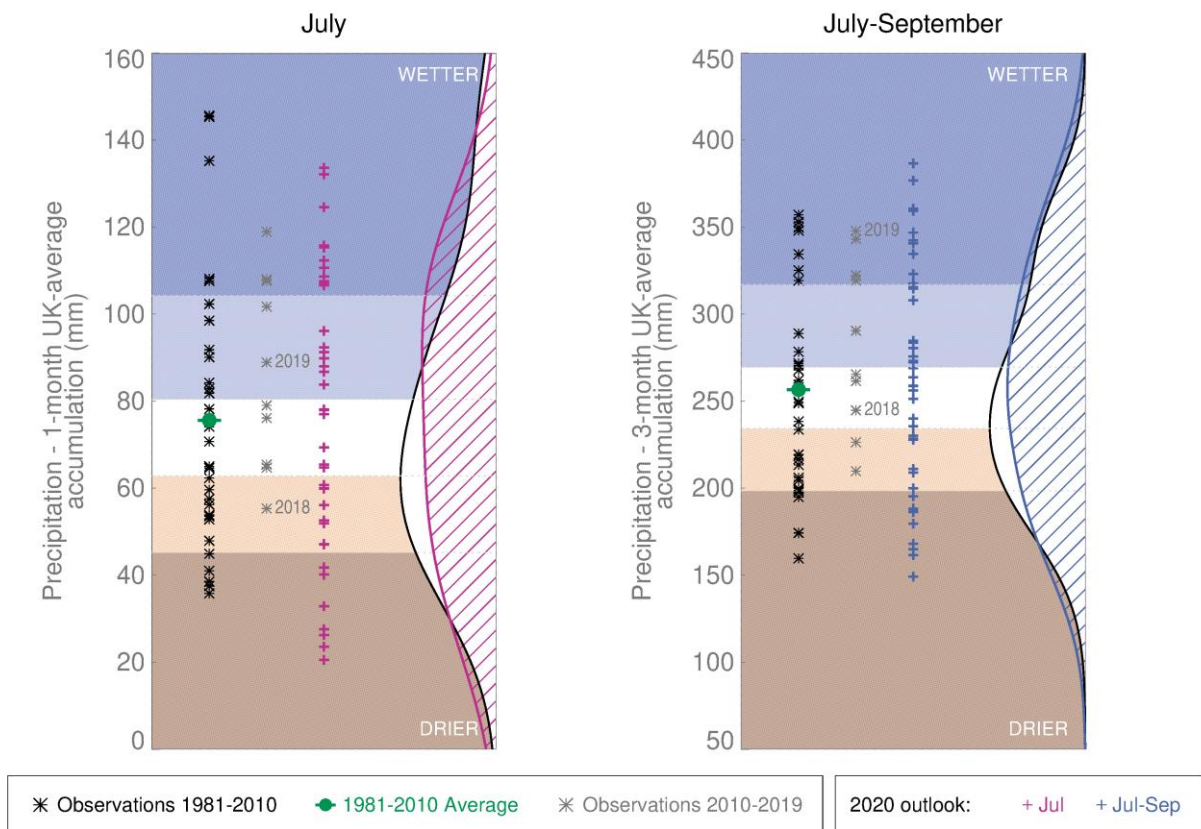 July
July-September
Precipitation - 1-month UK-average
accumulation (mm)
160
140
120
100
80
60
40
20
0
WETTER
2019
2018
DRIER
Precipitation - 3-month UK-average
accumulation (mm)
450
400
350
300
250
200
150
100
50
WETTER
2019
2018
DRIER
Observations 1981-2010
1981-2010 Average
Observations 2010-2019
2020 outlook:
+ Jul
+ Jul-Sep